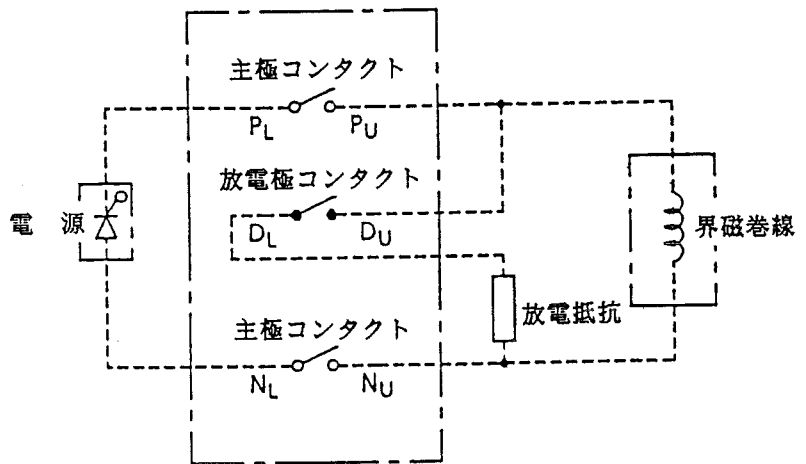 主極コンタクト
PL PU
放電極コンタクト
電 源
DL DU
界磁巻線
放電抵抗
主極コンタクト
NL NU